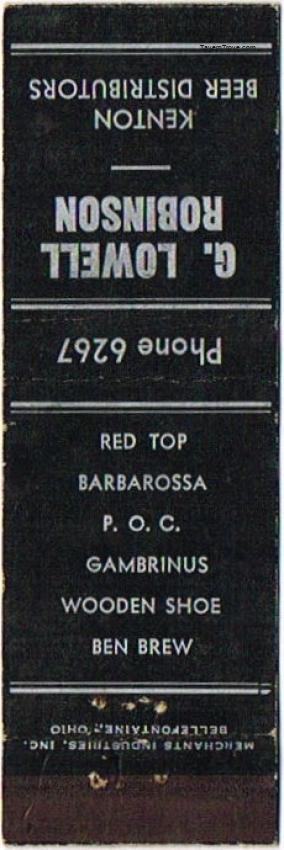 TavernTrove.com
G. LOWELL
ROBINSON
KENTON
BEER DISTRIBUTORS
Phone 6267
RED TOP
BARBAROSSA
P. O. C.
GAMBRINUS
WOODEN SHOE
BEN BREW
MERCHANTS INDUSTRIES, INC.
BELLEFONTAINE, OHIO